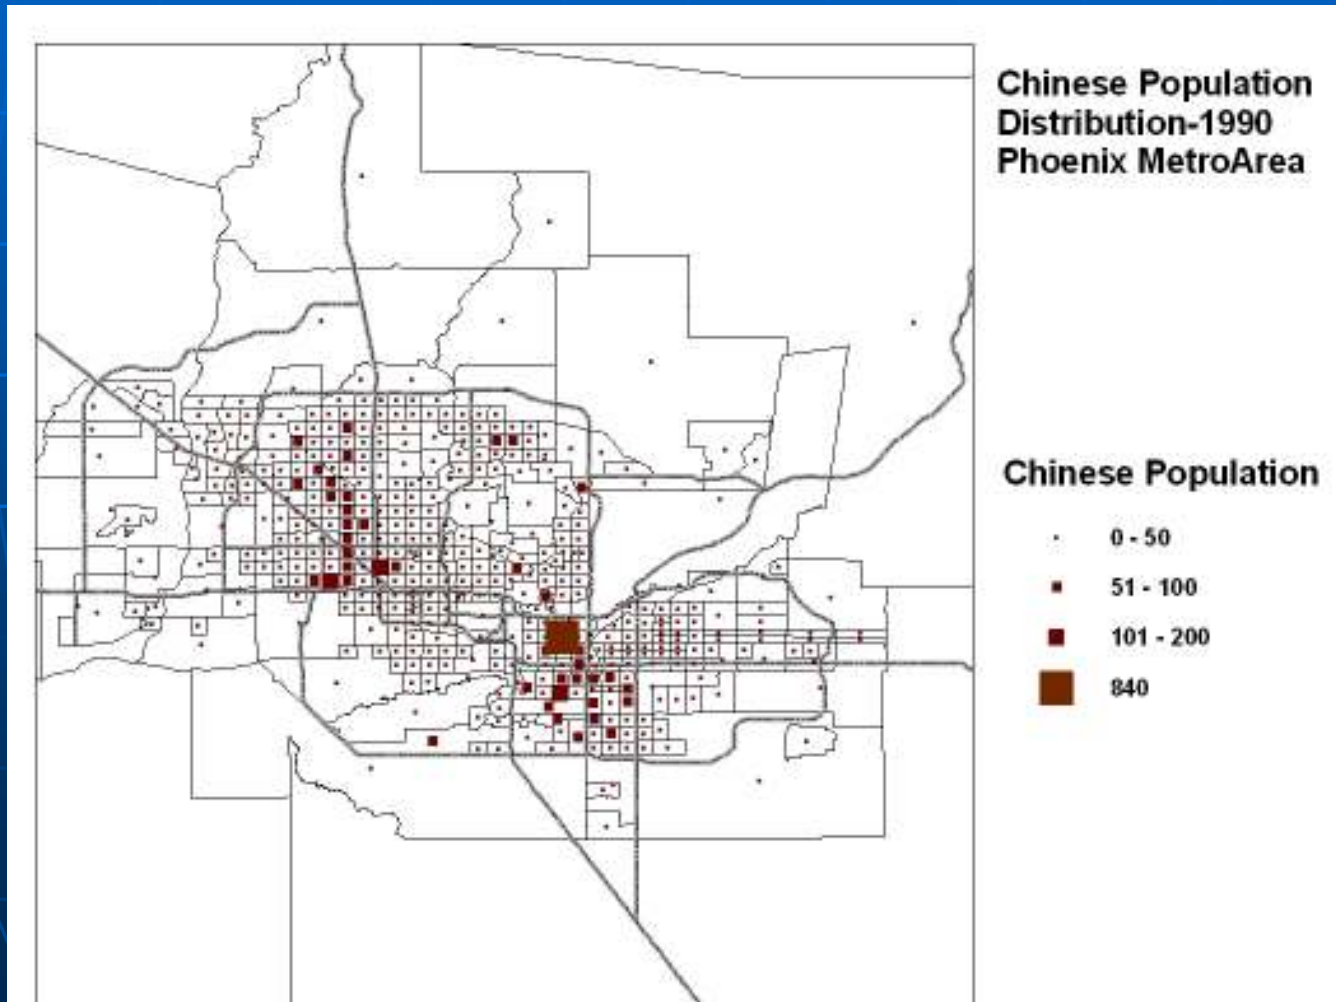 Chinese Population
Distribution-1990
Phoenix MetroArea
Chinese Population
0 - 50
51 - 100
101 - 200
840